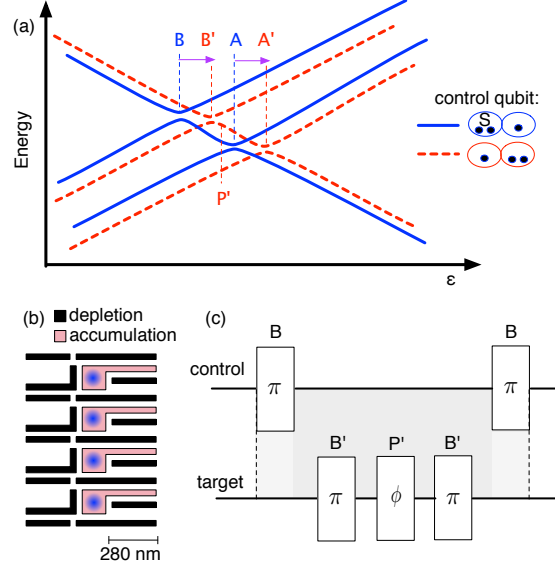 (a)
B B' A A'
Energy
P'
ε
control qubit:
S
(b)
depletion
accumulation
280 nm
(c)
B B
control
π π
B' P' B'
target
π ϕ π